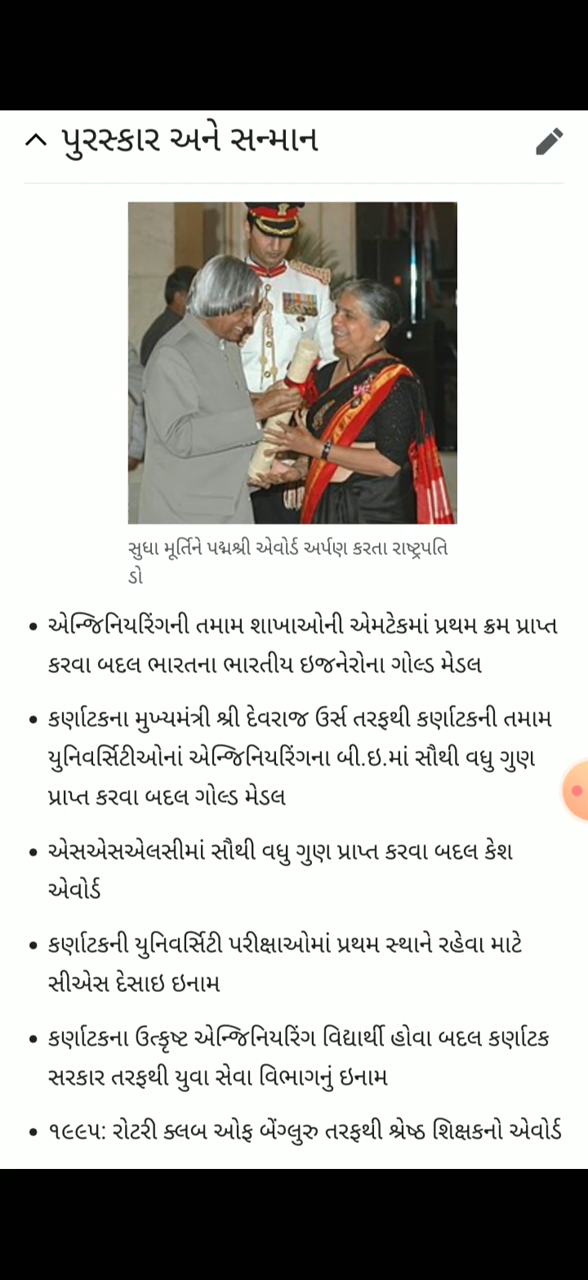 પુરસ્કાર અને સન્માન
સુધા મૂર્તિને પદ્મશ્રી એવોર્ડ અર્પણ કરતા રાષ્ટ્રપતિ
ડો
• એન્જિનિયરિંગની તમામ શાખાઓની એમટેકમાં પ્રથમ ક્રમ પ્રાપ્ત
કરવા બદલ ભારતના ભારતીય ઇજનેરોના ગોલ્ડ મેડલ
• કર્ણાટકના મુખ્યમંત્રી શ્રી દેવરાજ ઉર્સ તરફથી કર્ણાટકની તમામ
યુનિવર્સિટીઓનાં એન્જિનિયરિંગના બી.ઇ.માં સૌથી વધુ ગુણ
પ્રાપ્ત કરવા બદલ ગોલ્ડ મેડલ
• એસએસએલસીમાં સૌથી વધુ ગુણ પ્રાપ્ત કરવા બદલ કેશ
એવોર્ડ
• કર્ણાટકની યુનિવર્સિટી પરીક્ષાઓમાં પ્રથમ સ્થાને રહેવા માટે
સીએસ દેસાઇ ઇનામ
• કર્ણાટકના ઉત્કૃષ્ટ એન્જિનિયરિંગ વિદ્યાર્થી હોવા બદલ કર્ણાટક
સરકાર તરફથી યુવા સેવા વિભાગનું ઇનામ
• ૧૯૯૫: રોટરી ક્લબ ઓફ બેંગ્લુરુ તરફથી શ્રેષ્ઠ શિક્ષકનો એવોર્ડ